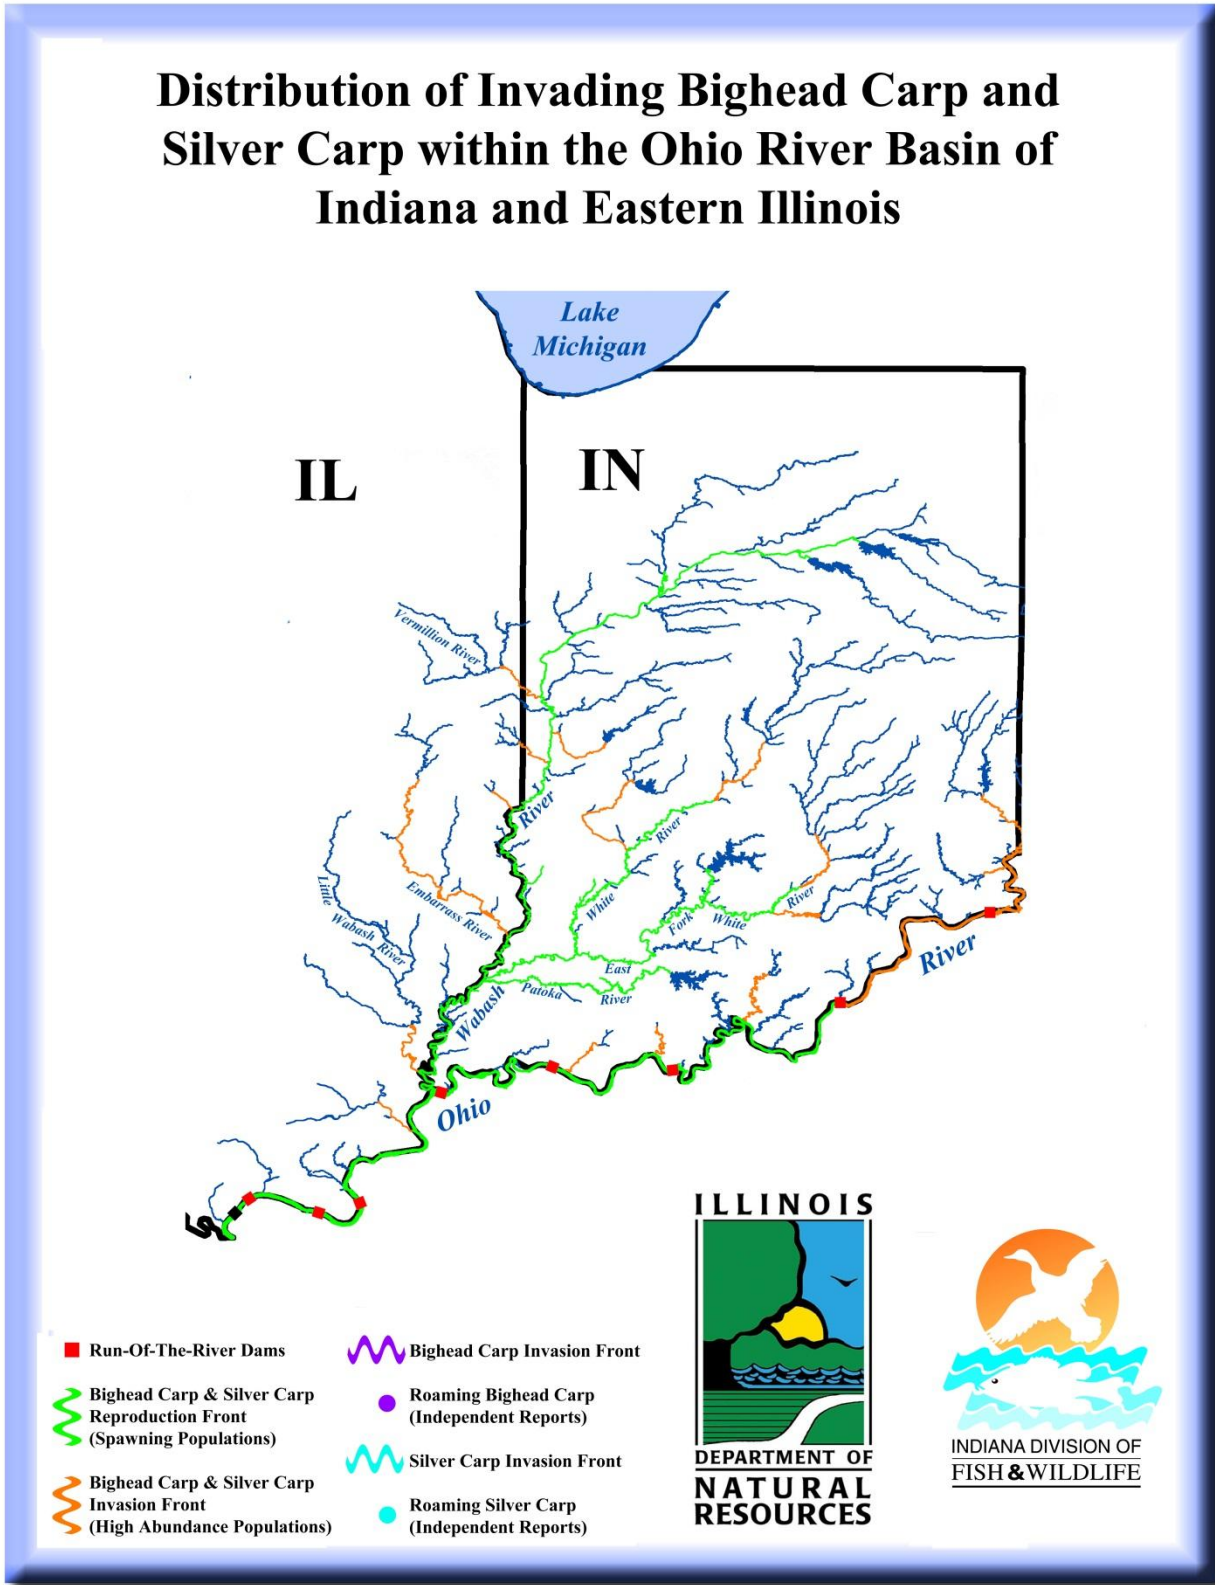 Distribution of Invading Bighead Carp and
Silver Carp within the Ohio River Basin of
Indiana and Eastern Illinois
Lake
Michigan
IL
IN
Vermillion River
River
River
White
Little
Wabash River
Embarrass River
River
Fork
White
East
Patoka
River
Wabash
River
Ohio
Run-Of-The-River Dams
Bighead Carp & Silver Carp
Reproduction Front
(Spawning Populations)
Bighead Carp & Silver Carp
Invasion Front
(High Abundance Populations)
Bighead Carp Invasion Front
Roaming Bighead Carp
(Independent Reports)
Silver Carp Invasion Front
Roaming Silver Carp
(Independent Reports)
ILLINOIS
DEPARTMENT OF
NATURAL
RESOURCES
INDIANA DIVISION OF
FISH & WILDLIFE